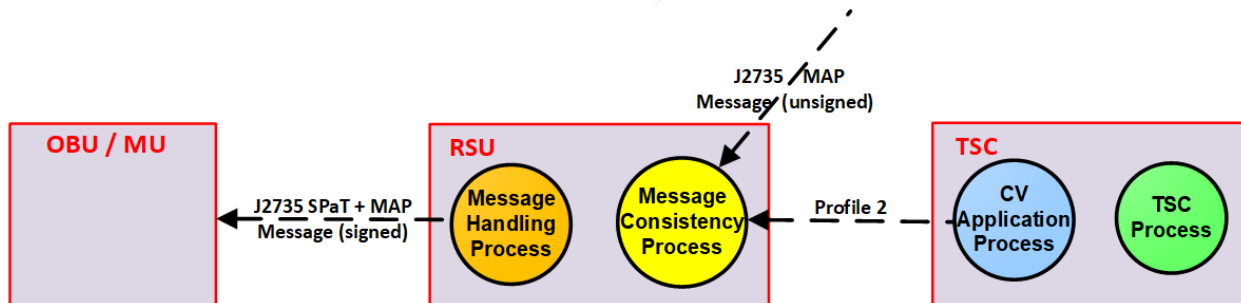 J2735 MAP
Message (unsigned)
OBU / MU
RSU
TSC
J2735 SPaT + MAP
Message (signed)
Message
Handling
Process
Message
Consistency
Process
Profile 2
CV
Application
Process
TSC
Process